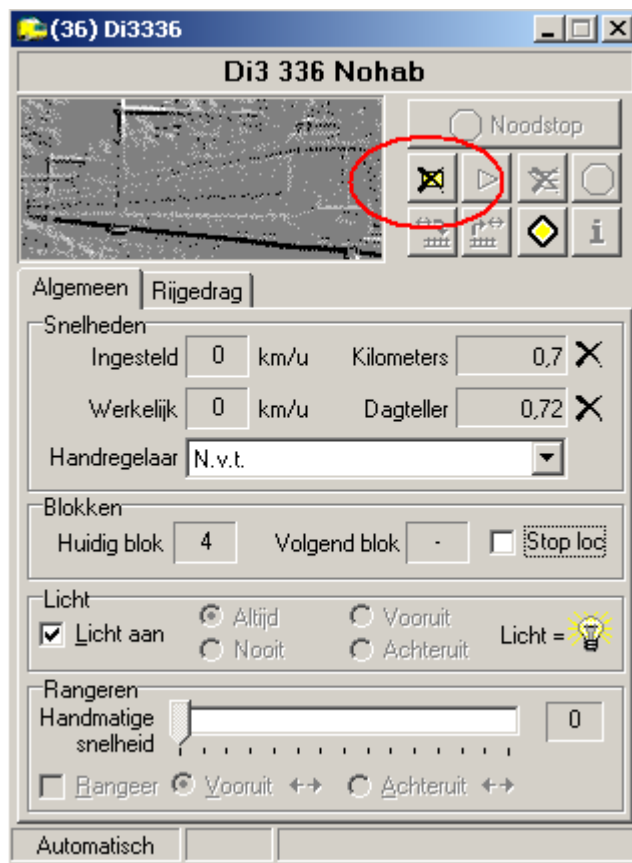 (36) Di3336
Di3 336 Nohab
Noodstop
Algemeen Rijgedrag
Snelheden
Ingesteld 0 km/u Kilometers 0,7
Werkelijk 0 km/u Dagteller 0,72
Handregelaar N.v.t.
Blokken
Huidig blok 4 Volgend blok - Stop loc
Licht
Licht aan Altijd Vooruit Licht =
Nooit Achteruit
Rangeren
Handmatige 0
snelheid
Rangeer Vooruit Achteruit
Automatisch